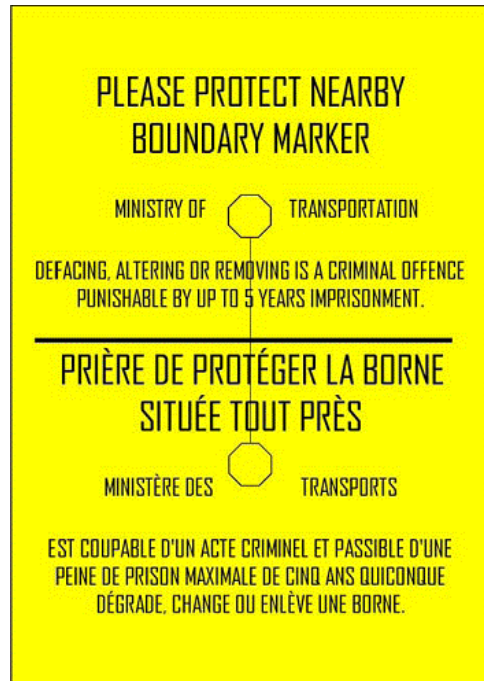 PLEASE PROTECT NEARBY
BOUNDARY MARKER
MINISTRY OF TRANSPORTATION
DEFACING, ALTERING OR REMOVING IS A CRIMINAL OFFENCE
PUNISHABLE BY UP TO 5 YEARS IMPRISONMENT.
PRIÈRE DE PROTÉGER LA BORNE
SITUÉE TOUT PRÈS
MINISTÈRE DES TRANSPORTS
EST COUPABLE D'UN ACTE CRIMINEL ET PASSIBLE D'UNE
PEINE DE PRISON MAXIMALE DE CINQ ANS QUICONQUE
DÉGRADE, CHANGE OU ENLÈVE UNE BORNE.